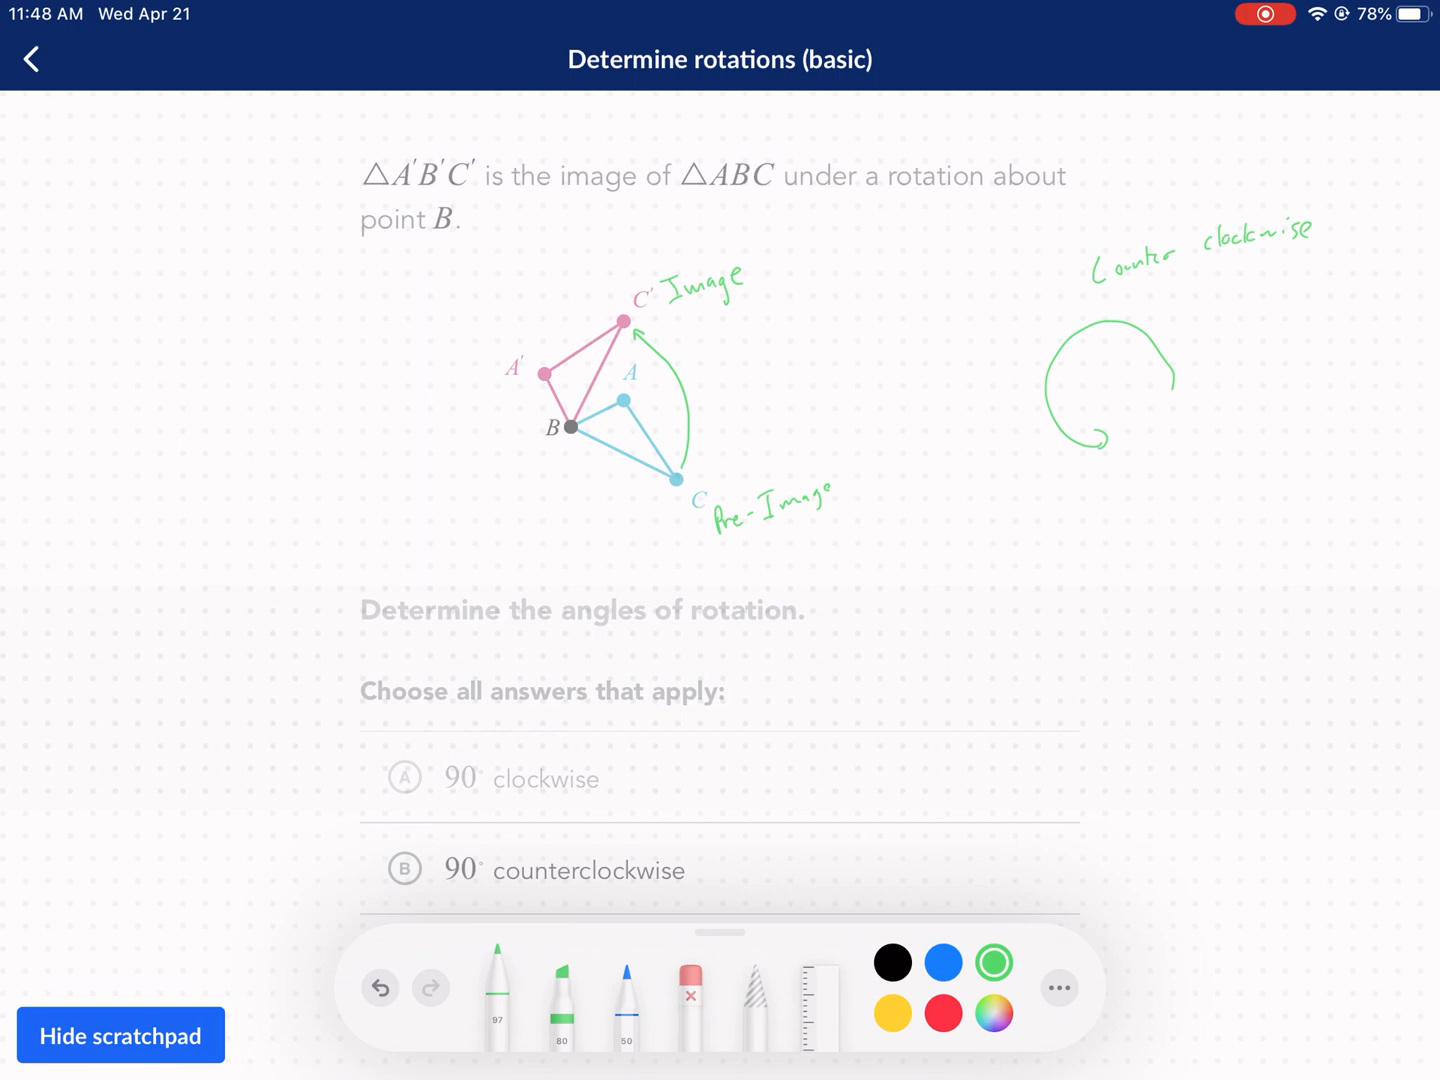 11:48 AM Wed Apr 21
78%
Determine rotations (basic)
△A'B'C' is the image of △ABC under a rotation about
point B.
Counter clockwise
C' Image
A'
A
B
C
Pre-Image
Determine the angles of rotation.
Choose all answers that apply:
A 90° clockwise
B 90° counterclockwise
97
80
50
Hide scratchpad